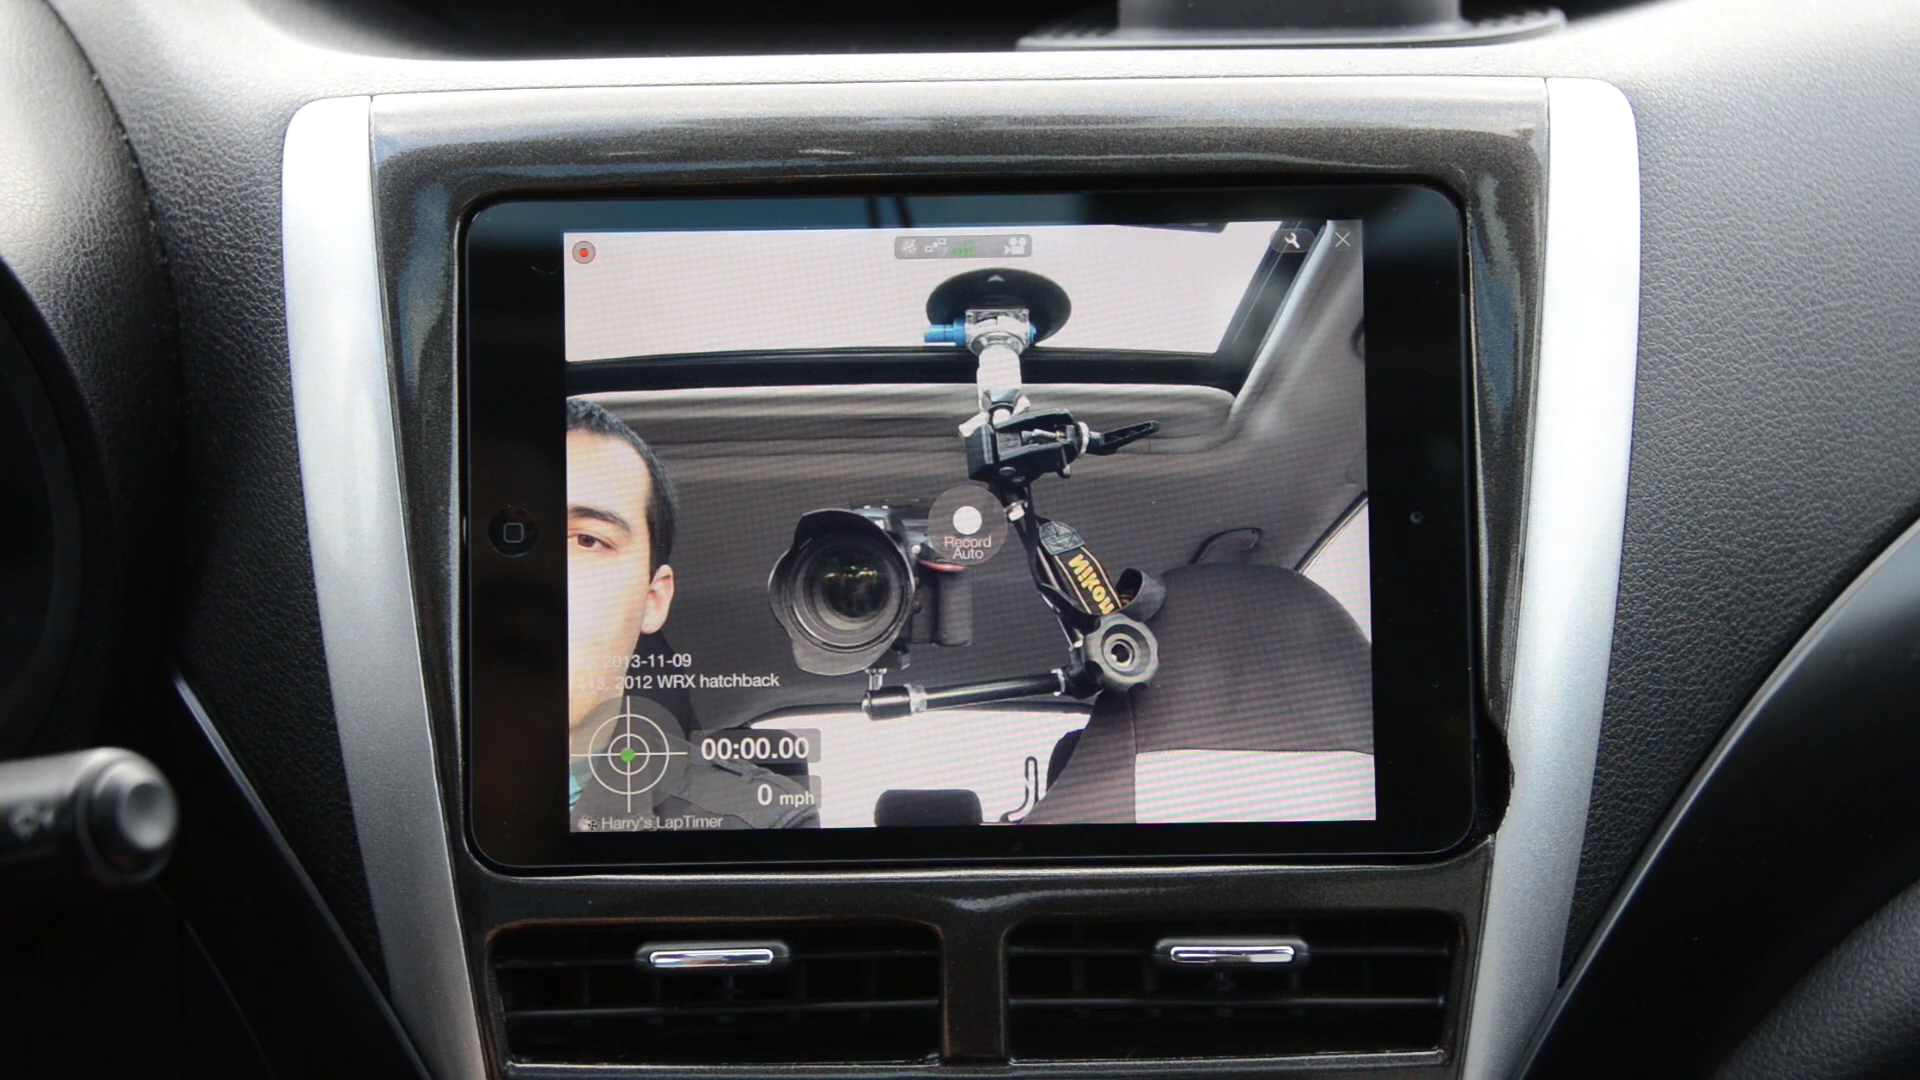 Record
Auto
Nikon
2013-11-09
2012 WRX hatchback
00:00.00
0 mph
Harry's LapTimer